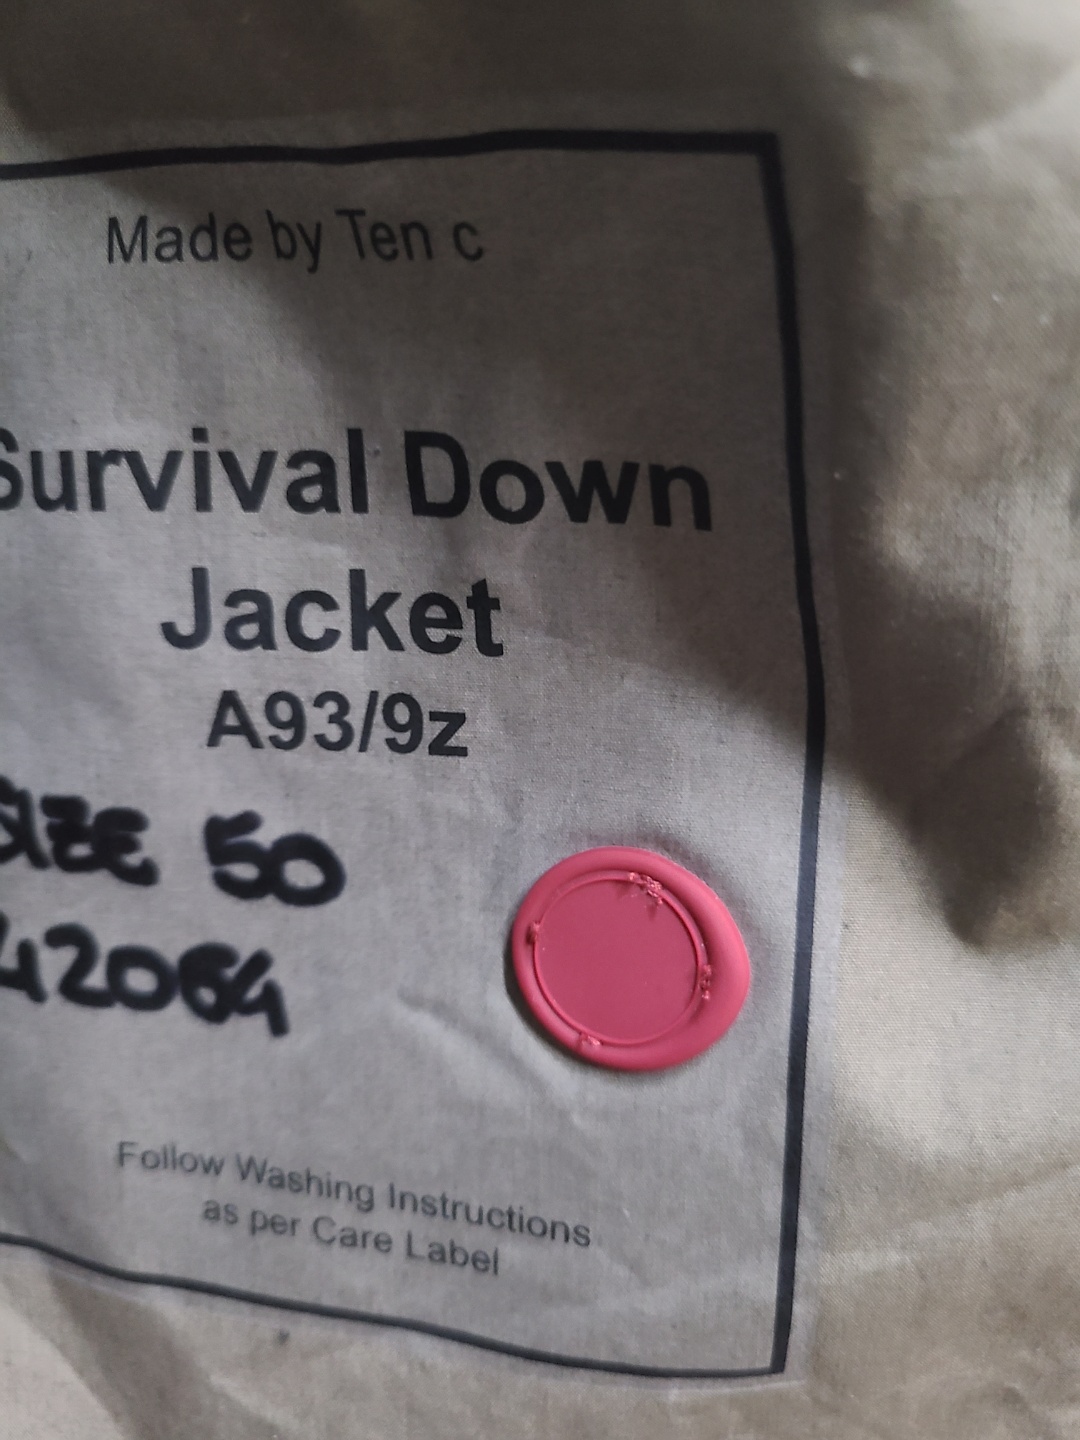 Made by Ten c
Survival Down
Jacket
A93/9z
SIZE 50
42064
Follow Washing Instructions
as per Care Label